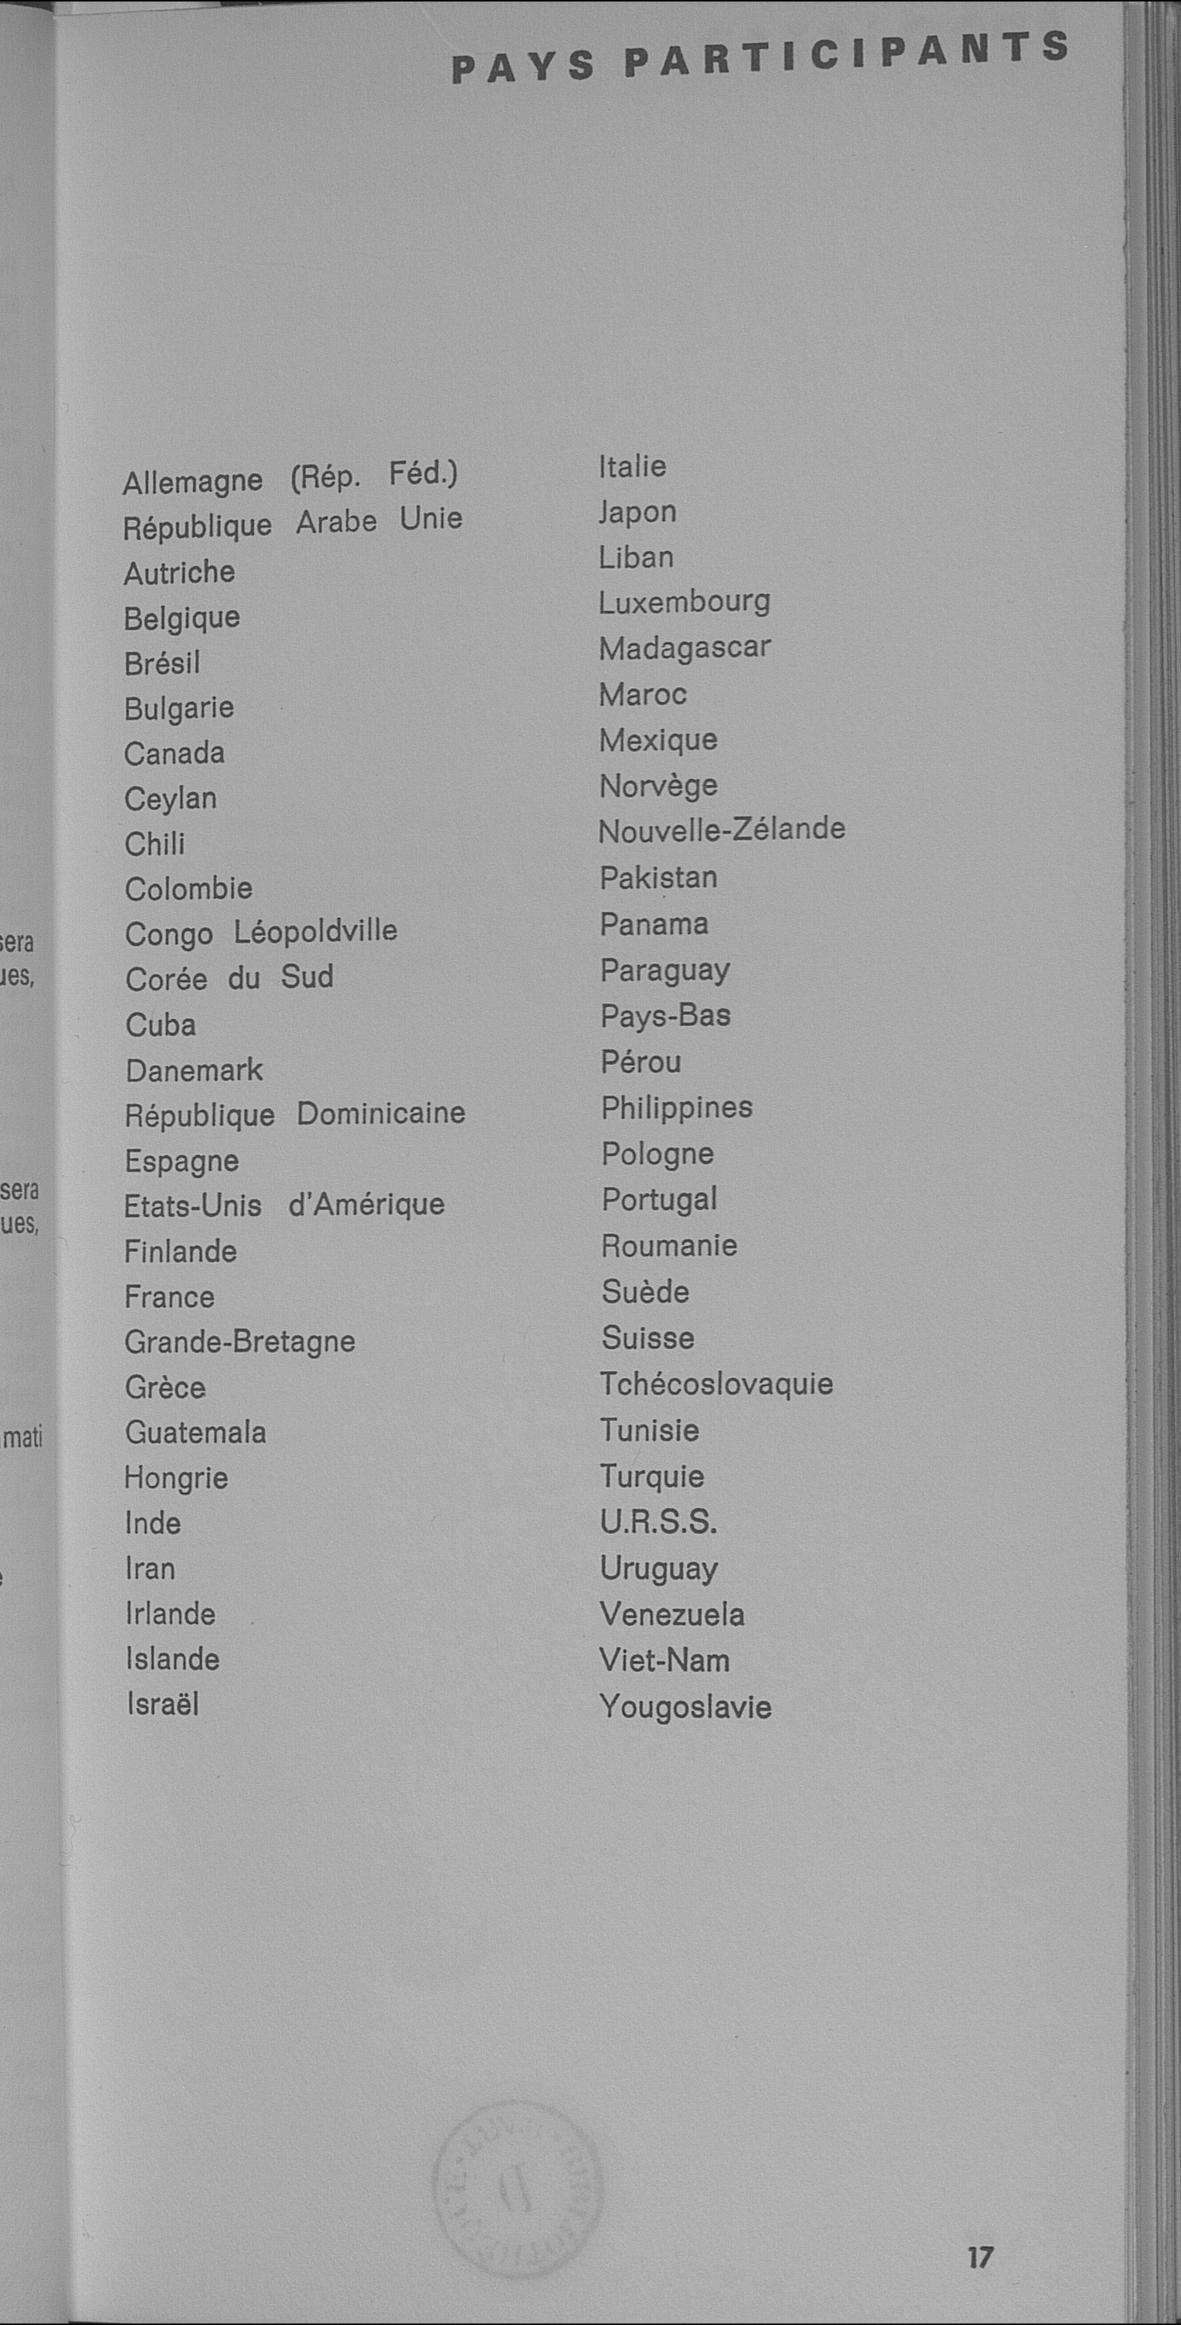 PAYS PARTICIPANTS
Allemagne (Rép. Féd.)
République Arabe Unie
Autriche
Belgique
Brésil
Bulgarie
Canada
Ceylan
Chili
Colombie
Congo Léopoldville
Corée du Sud
Cuba
Danemark
République Dominicaine
Espagne
Etats-Unis d'Amérique
Finlande
France
Grande-Bretagne
Grèce
Guatemala
Hongrie
Inde
Iran
Irlande
Islande
Israël
Italie
Japon
Liban
Luxembourg
Madagascar
Maroc
Mexique
Norvège
Nouvelle-Zélande
Pakistan
Panama
Paraguay
Pays-Bas
Pérou
Philippines
Pologne
Portugal
Roumanie
Suède
Suisse
Tchécoslovaquie
Tunisie
Turquie
U.R.S.S.
Uruguay
Venezuela
Viet-Nam
Yougoslavie
17